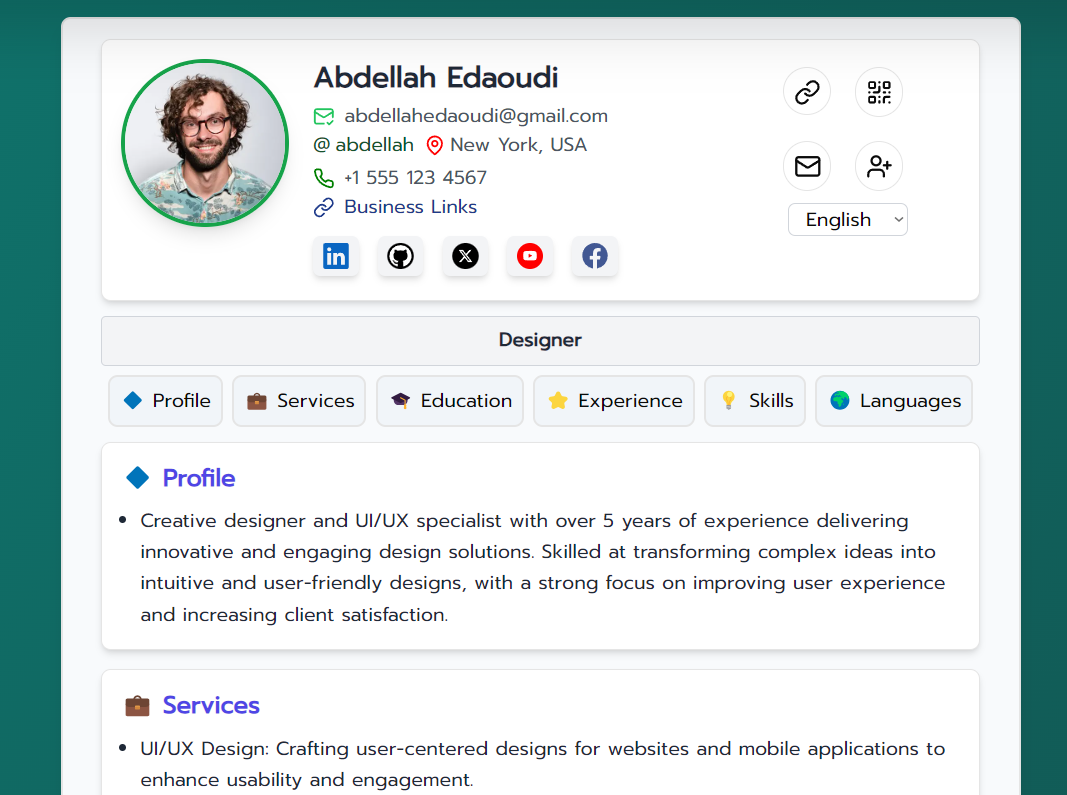 Abdellah Edaoudi
abdellahedaoudi@gmail.com
@ abdellah New York, USA
+1 555 123 4567
Business Links
in
X
English
Designer
Profile Services Education Experience Skills Languages
Profile
• Creative designer and UI/UX specialist with over 5 years of experience delivering
innovative and engaging design solutions. Skilled at transforming complex ideas into
intuitive and user-friendly designs, with a strong focus on improving user experience
and increasing client satisfaction.
Services
• UI/UX Design: Crafting user-centered designs for websites and mobile applications to
enhance usability and engagement.